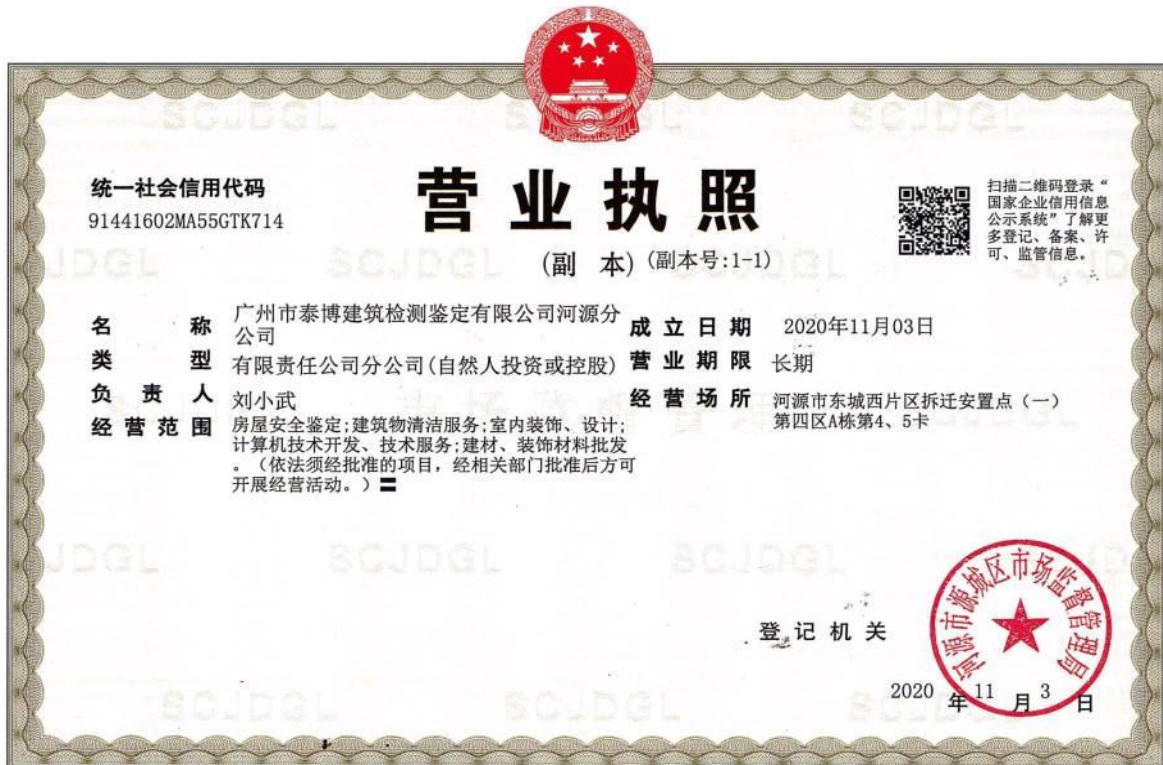 统一社会信用代码
91441602MA55GTK714
营业执照
(副 本) (副本号:1-1)
扫描二维码登录“
国家企业信用信息
公示系统”了解更
多登记、备案、许
可、监管信息。
名 称 广州市泰博建筑检测鉴定有限公司河源分
公司
类 型 有限责任公司分公司(自然人投资或控股)
负 责 人 刘小武
经 营 范 围 房屋安全鉴定;建筑物清洁服务;室内装饰、设计;
计算机技术开发、技术服务;建材、装饰材料批发
。(依法须经批准的项目,经相关部门批准后方可
开展经营活动。)〓
成 立 日 期 2020年11月03日
营 业 期 限 长期
经 营 场 所 河源市东城西片区拆迁安置点(一)
第四区A栋第4、5卡
登 记 机 关
河源市源城区市场监督管理局
2020 年 11 月 3 日
SCJDGL